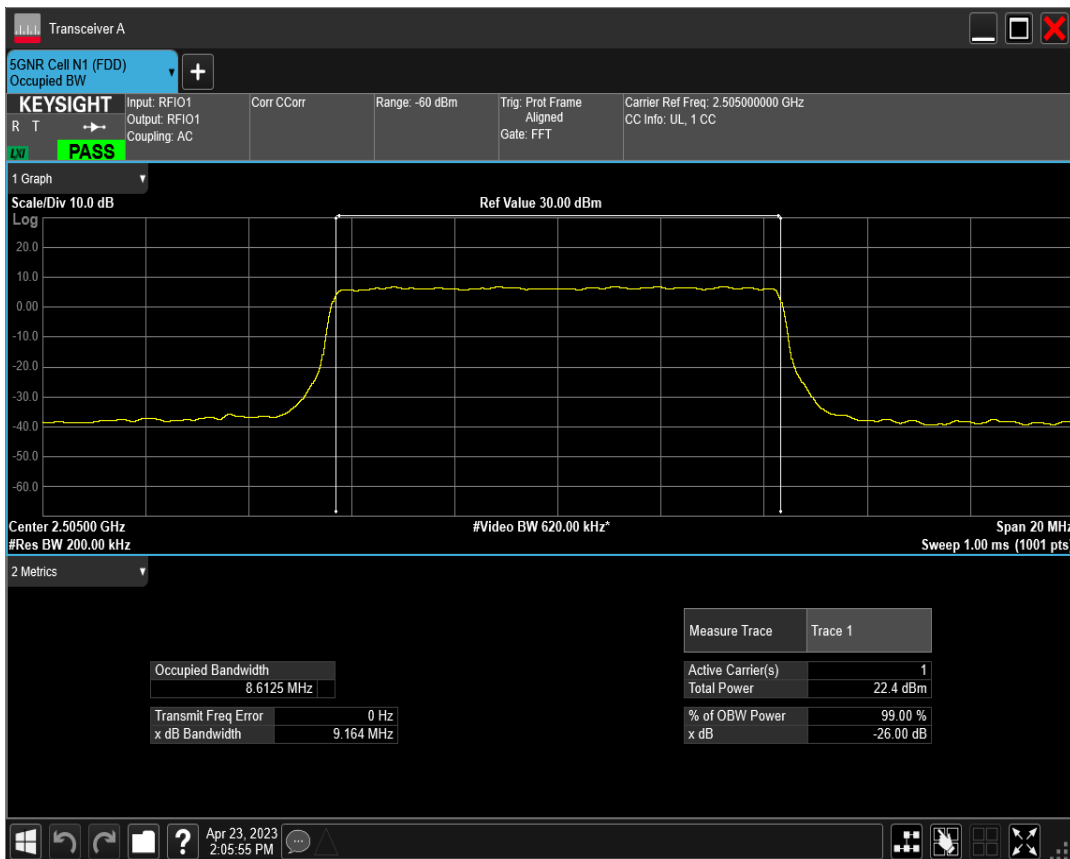 Transceiver A
5GNR Cell N1 (FDD)
Occupied BW
+
KEYSIGHT
R T
LXI
PASS
Input: RFIO1
Output: RFIO1
Coupling: AC
Corr CCorr
Range: -60 dBm
Trig: Prot Frame
Aligned
Gate: FFT
Carrier Ref Freq: 2.505000000 GHz
CC Info: UL, 1 CC
1 Graph
Scale/Div 10.0 dB
Ref Value 30.00 dBm
Log
20.0
10.0
0.00
-10.0
-20.0
-30.0
-40.0
-50.0
-60.0
Center 2.50500 GHz
#Video BW 620.00 kHz*
Span 20 MHz
#Res BW 200.00 kHz
Sweep 1.00 ms (1001 pts)
2 Metrics
Measure Trace Trace 1
Occupied Bandwidth
8.6125 MHz
Active Carrier(s) 1
Total Power 22.4 dBm
Transmit Freq Error 0 Hz
x dB Bandwidth 9.164 MHz
% of OBW Power 99.00 %
x dB -26.00 dB
?
Apr 23, 2023
2:05:55 PM